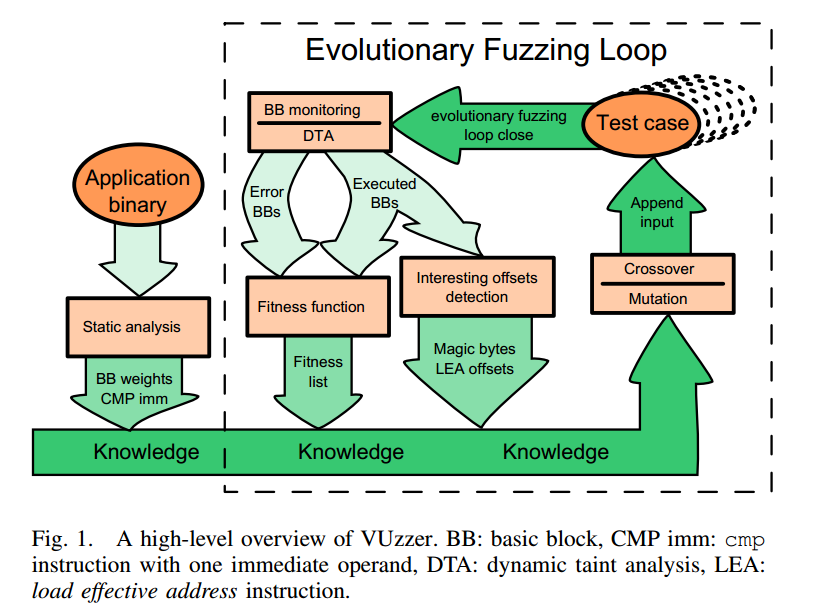 Evolutionary Fuzzing Loop
BB monitoring
DTA
evolutionary fuzzing
loop close
Test case
Application
binary
Error
BBs
Executed
BBs
Append
input
Static analysis
Fitness function
Interesting offsets
detection
Crossover
Mutation
BB weights
CMP imm
Fitness
list
Magic bytes
LEA offsets
Knowledge
Knowledge
Knowledge
Fig. 1. A high-level overview of VUzzer. BB: basic block, CMP imm: cmp
instruction with one immediate operand, DTA: dynamic taint analysis, LEA:
load effective address instruction.